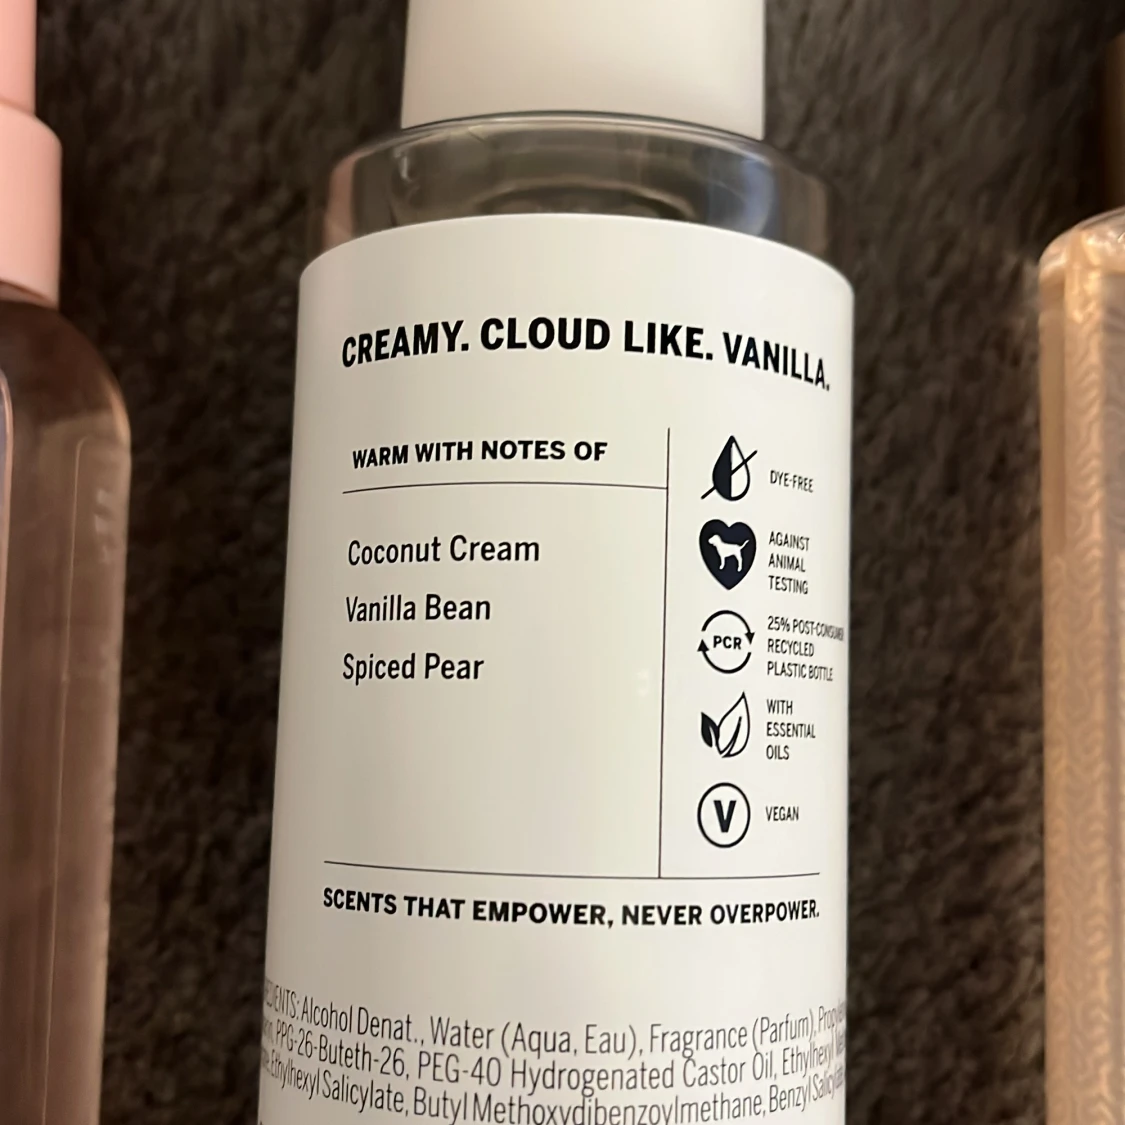 CREAMY. CLOUD LIKE. VANILLA.
WARM WITH NOTES OF
Coconut Cream
Vanilla Bean
Spiced Pear
DYE-FREE
AGAINST
ANIMAL
TESTING
PCR
25% POST-CONSUMER
RECYCLED
PLASTIC BOTTLE
WITH
ESSENTIAL
OILS
V
VEGAN
SCENTS THAT EMPOWER, NEVER OVERPOWER.
Alcohol Denat., Water (Aqua, Eau), Fragrance (Parfum),
PPG-26-Buteth-26, PEG-40 Hydrogenated Castor Oil, Ethylhexyl
Ethylhexyl Salicylate, Butyl Methoxydibenzoylmethane, Benzyl